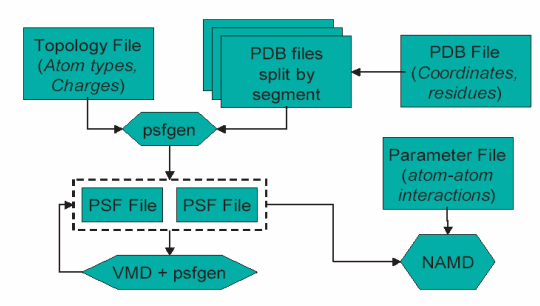 Topology File
(Atom types,
Charges)
PDB files
split by
segment
PDB File
(Coordinates,
residues)
psfgen
Parameter File
(atom-atom
interactions)
PSF File
PSF File
VMD + psfgen
NAMD